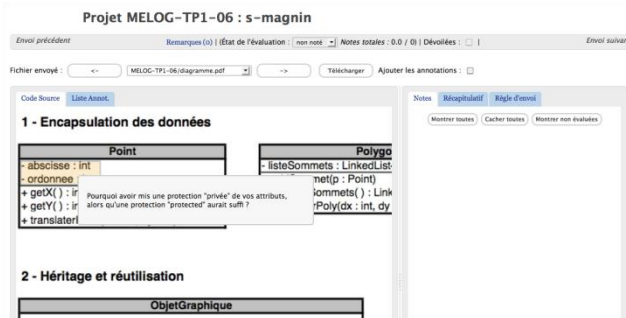 Projet MELOG-TP1-06 : s-magnin
Envoi précédent Remarques (0) | (État de l'évaluation : non noté Notes totales : 0.0 / 0) | Dévoilées : | Envoi suivan
Fichier envoyé : <- MELOG-TP1-06/diagramme.pdf -> Télécharger Ajouter les annotations :
Code Source Liste Annot. Notes Récapitulatif Règle d'envoi
Montrer toutes Cacher toutes Montrer non évaluées
1 - Encapsulation des données
Point Polygo
- abscisse : int - listeSommets : LinkedList
- ordonnee met(p : Point)
+ getX( ) : ir ommets( ) : Link
+ getY( ) : ir rPoly(dx : int, dy
+ translater
Pourquoi avoir mis une protection "privée" de vos attributs,
alors qu'une protection "protected" aurait suffi ?
2 - Héritage et réutilisation
ObjetGraphique